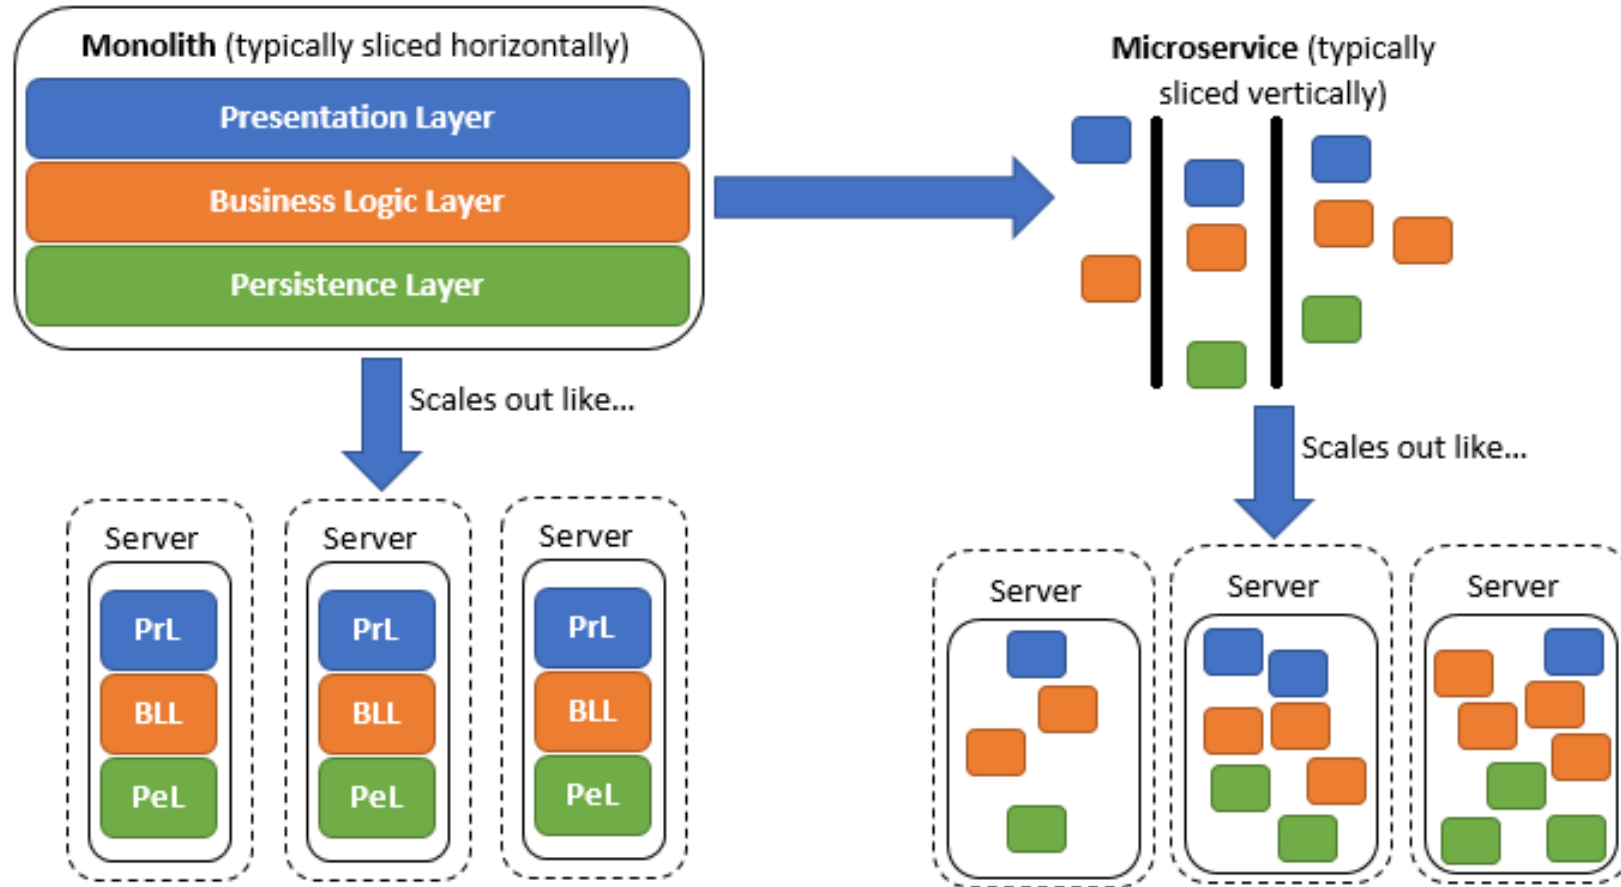 Monolith (typically sliced horizontally)
Presentation Layer
Business Logic Layer
Persistence Layer
Scales out like...
Server
PrL
BLL
PeL
Server
PrL
BLL
PeL
Server
PrL
BLL
PeL
Microservice (typically
sliced vertically)
Scales out like...
Server
Server
Server